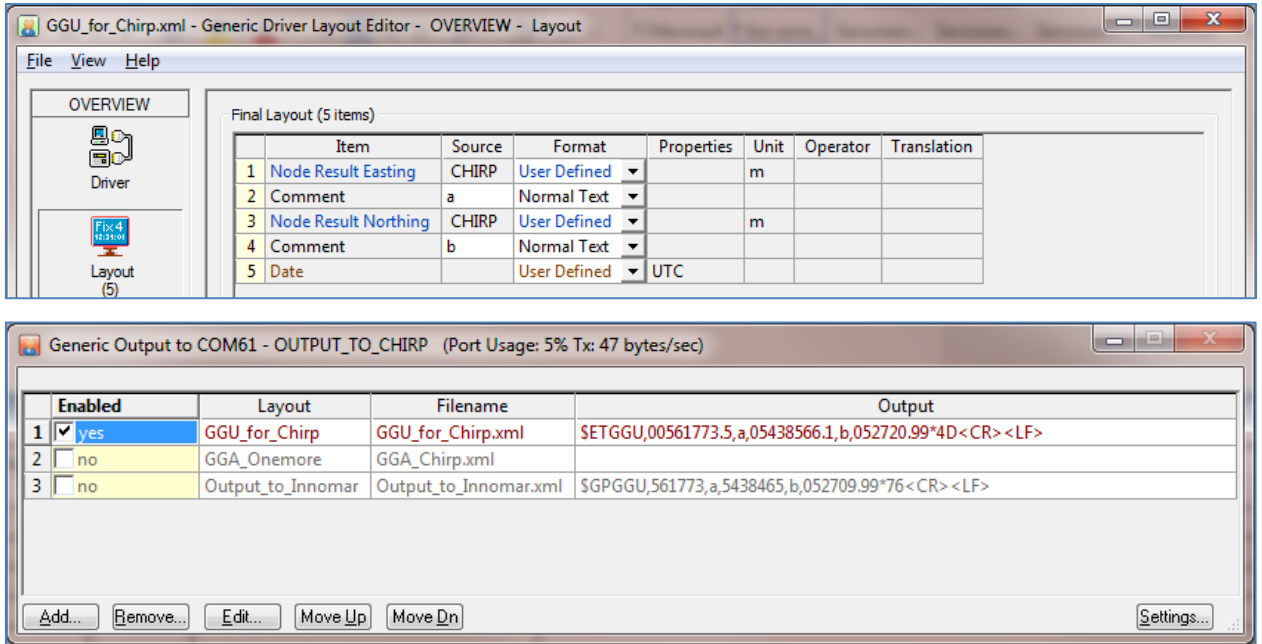 GGU_for_Chirp.xml - Generic Driver Layout Editor - OVERVIEW - Layout
File View Help
OVERVIEW
Driver
Fix 4
12:31:01
Layout
(5)
Final Layout (5 items)
Item Source Format Properties Unit Operator Translation
1 Node Result Easting CHIRP User Defined m
2 Comment a Normal Text
3 Node Result Northing CHIRP User Defined m
4 Comment b Normal Text
5 Date User Defined UTC
Generic Output to COM61 - OUTPUT_TO_CHIRP (Port Usage: 5% Tx: 47 bytes/sec)
Enabled Layout Filename Output
1 yes GGU_for_Chirp GGU_for_Chirp.xml $ETGGU,00561773.5,a,05438566.1,b,052720.99*4D<CR><LF>
2 no GGA_Onemore GGA_Chirp.xml
3 no Output_to_Innomar Output_to_Innomar.xml $GPGGU,561773,a,5438465,b,052709.99*76<CR><LF>
Add... Remove... Edit... Move Up Move Dn Settings...